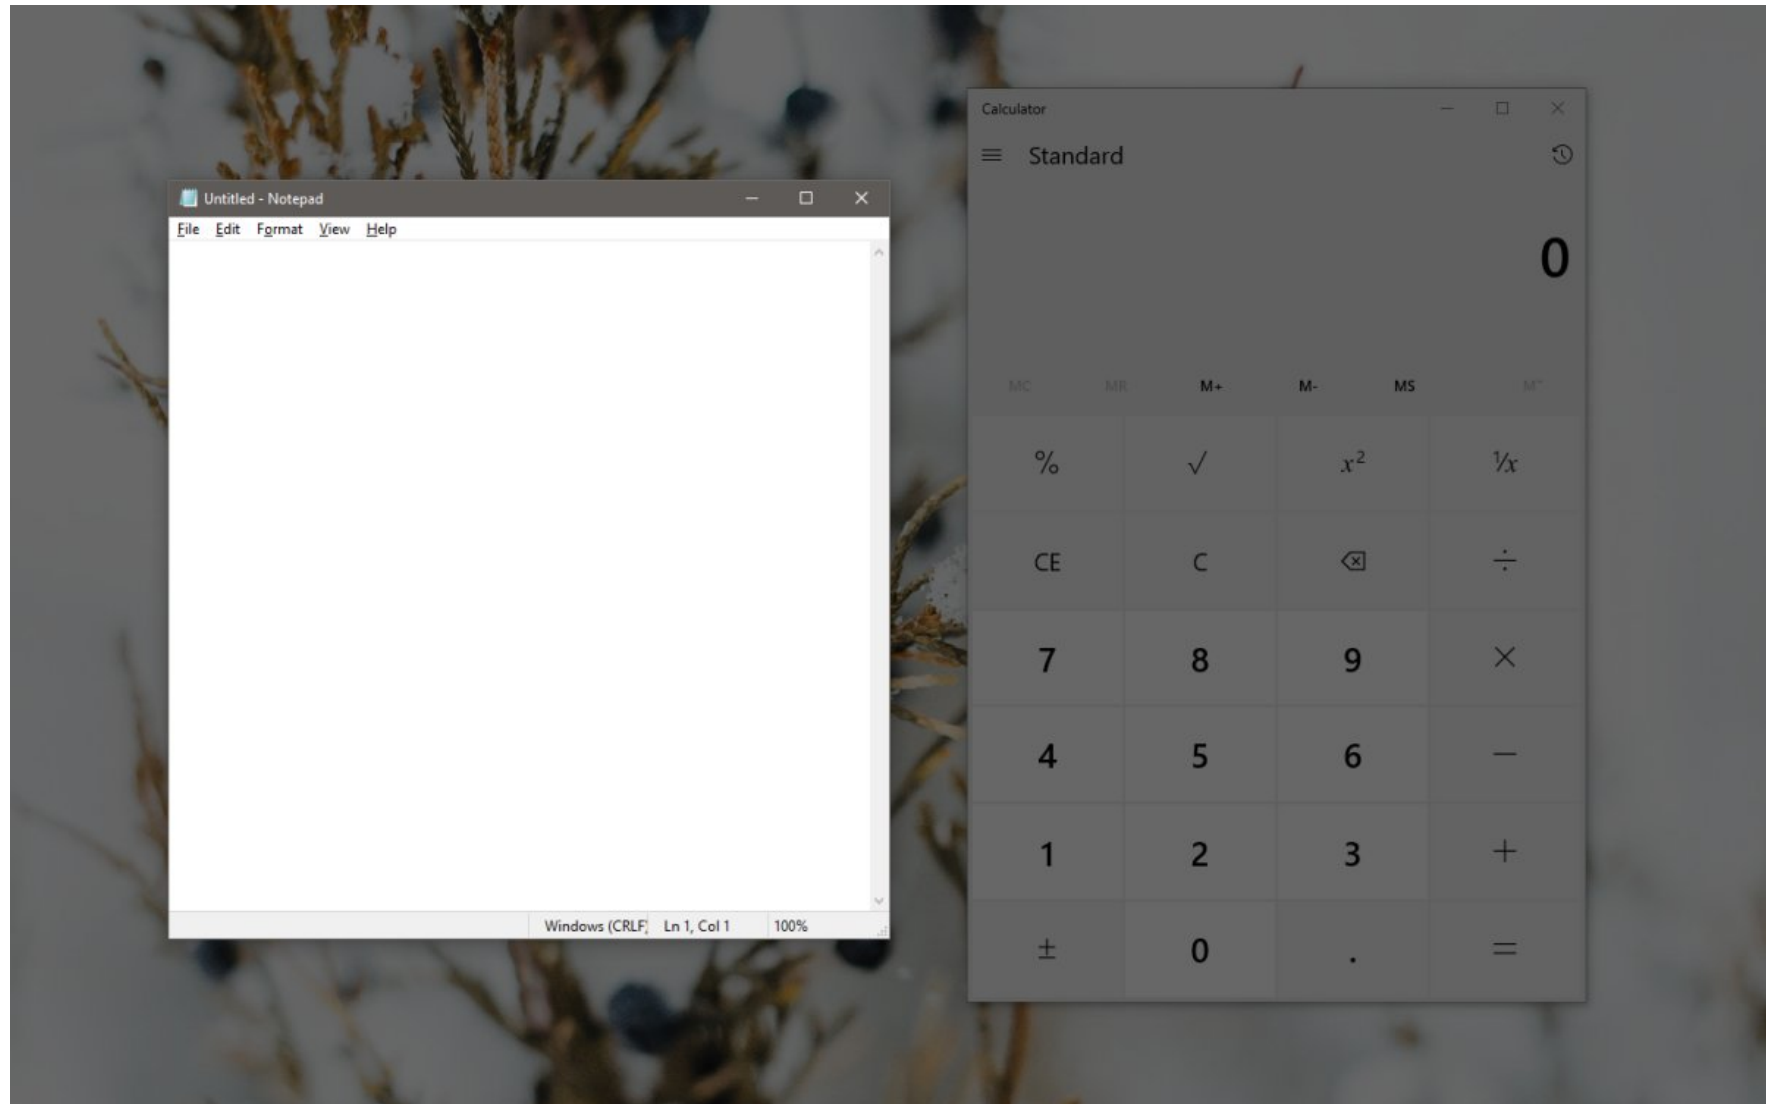 Untitled - Notepad
File Edit Format View Help
Windows (CRLF) Ln 1, Col 1 100%
Calculator
Standard
0
MC MR M+ M- MS M˅
% √ x² ¹/x
CE C ÷
7 8 9 ×
4 5 6 −
1 2 3 +
± 0 . =